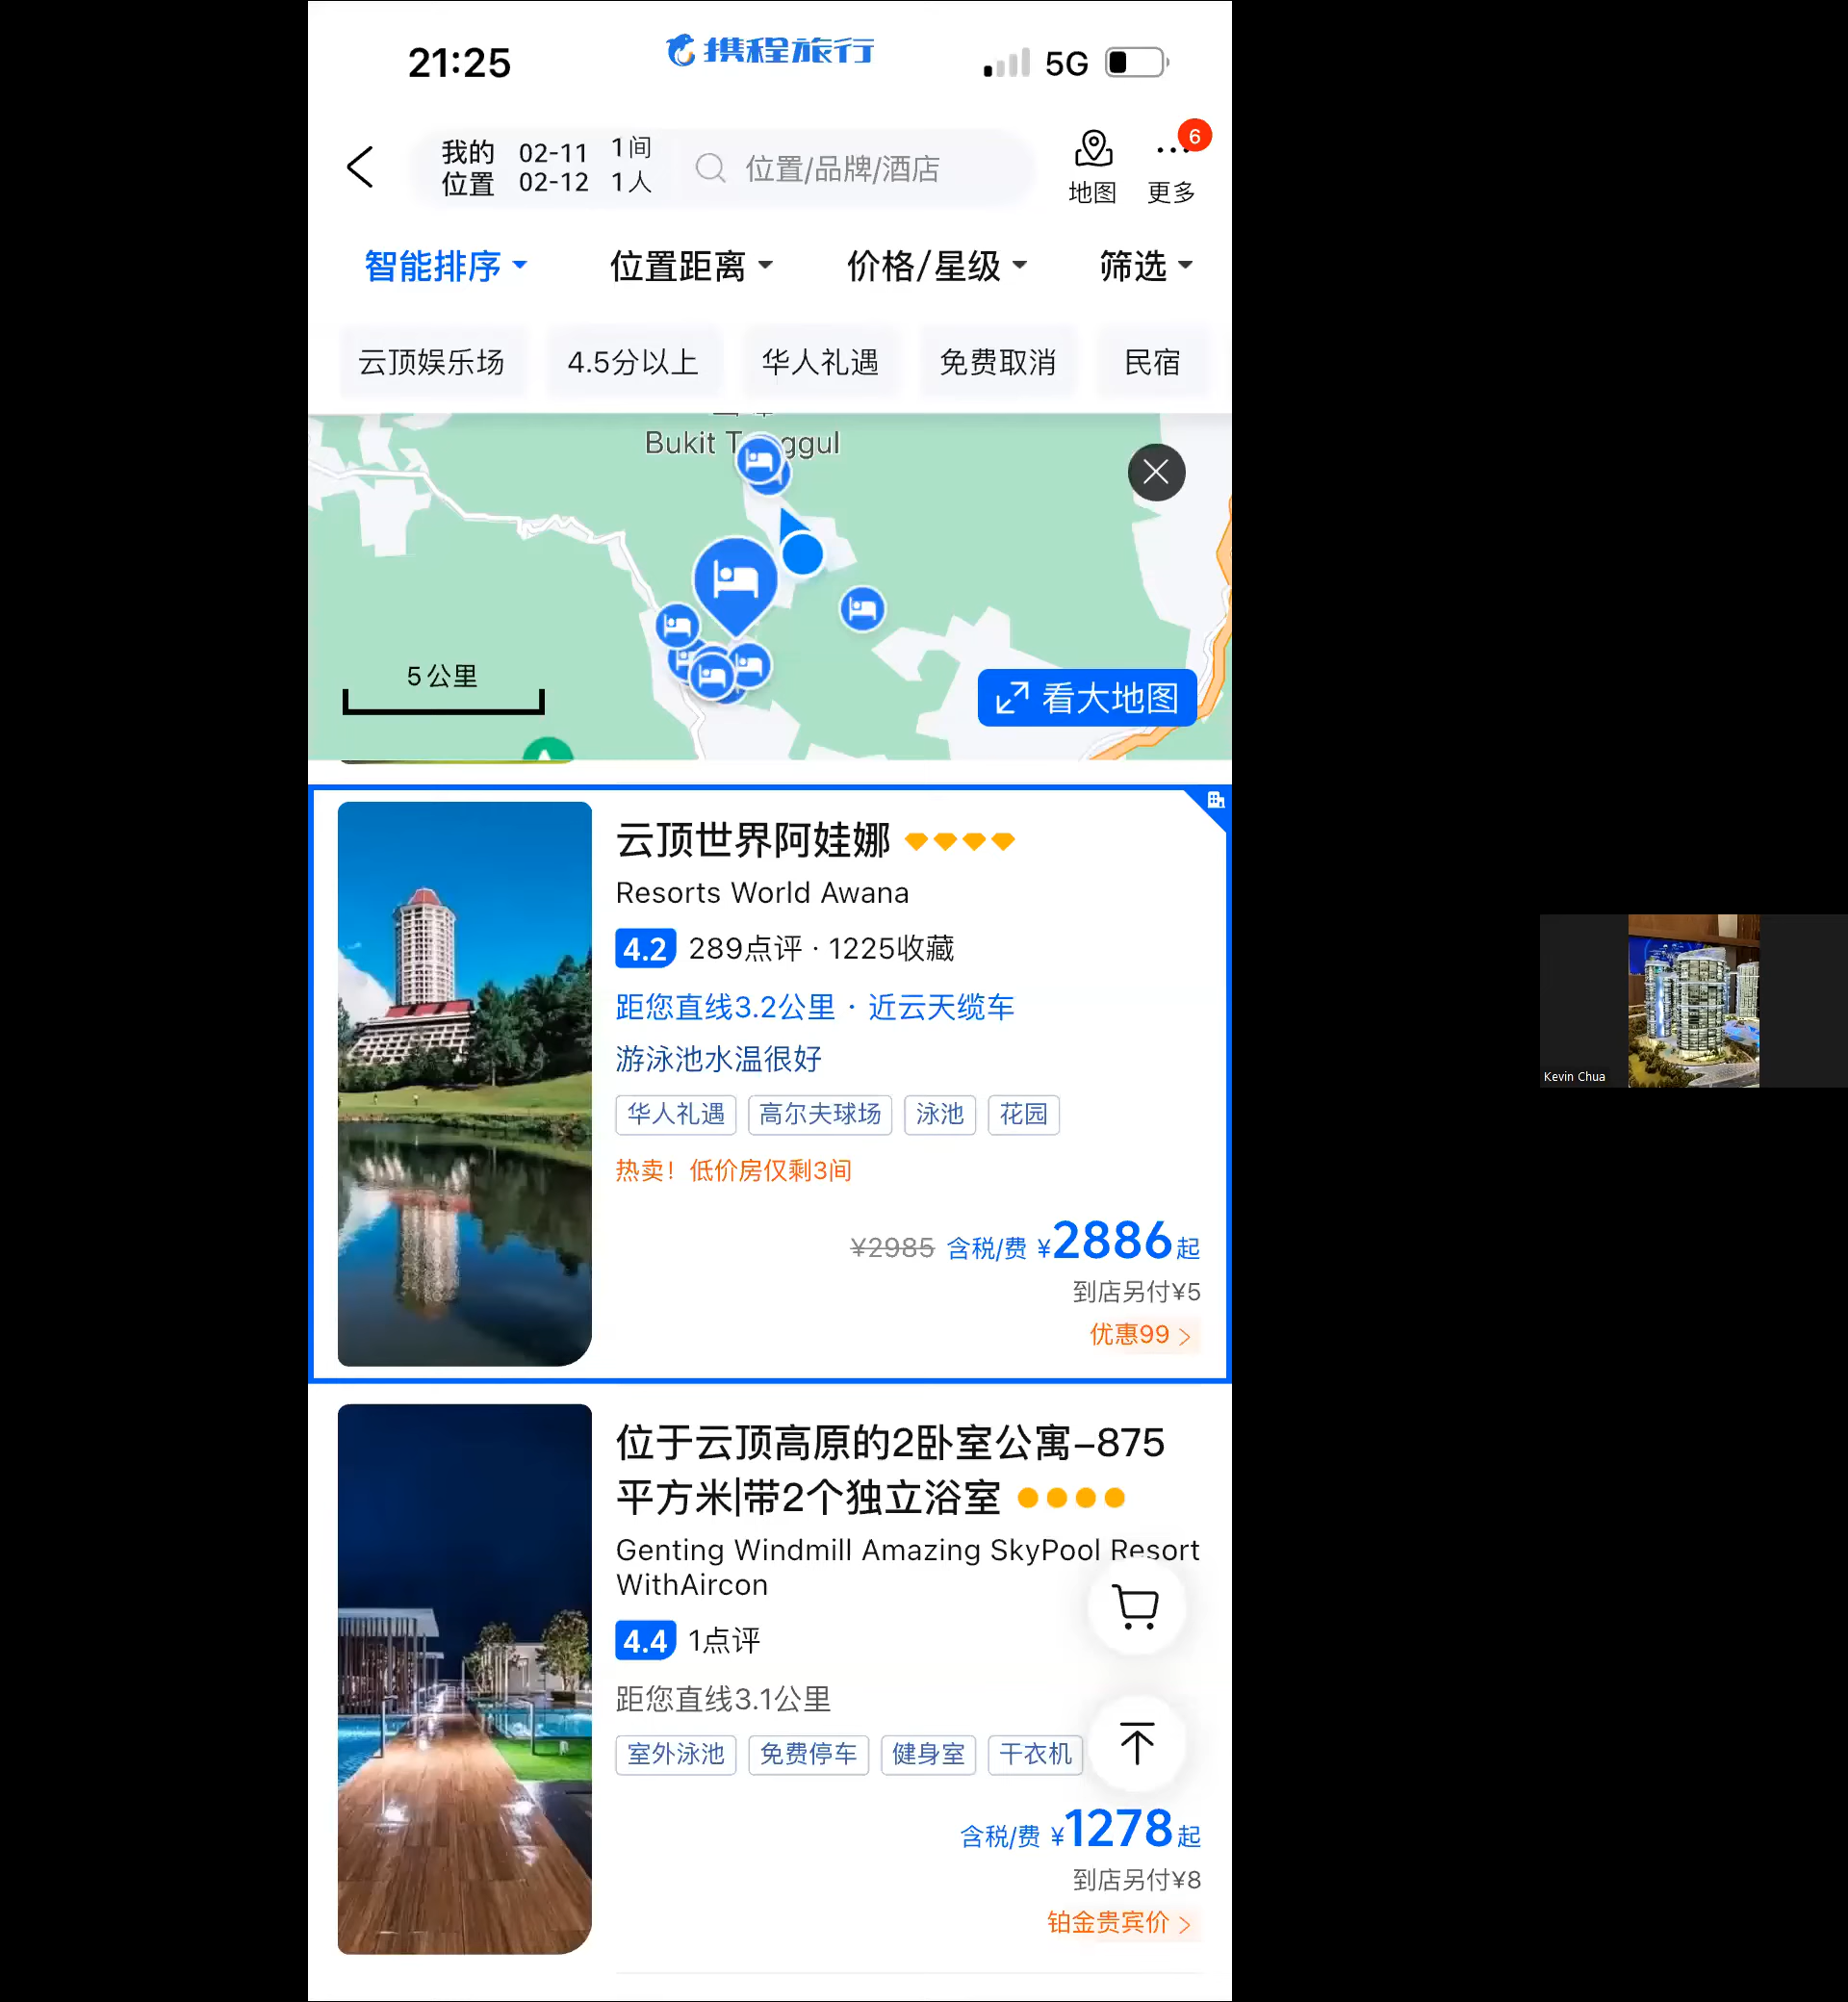 21:25
携程旅行
5G
我的位置
02-11
02-12
1间
1人
位置/品牌/酒店
地图
更多
6
智能排序
位置距离
价格/星级
筛选
云顶娱乐场
4.5分以上
华人礼遇
免费取消
民宿
Bukit T ggul
5公里
看大地图
云顶世界阿娃娜
Resorts World Awana
4.2 289点评 · 1225收藏
距您直线3.2公里 · 近云天缆车
游泳池水温很好
华人礼遇 高尔夫球场 泳池 花园
热卖！低价房仅剩3间
¥2985 含税/费 ¥2886起
到店另付¥5
优惠99 >
位于云顶高原的2卧室公寓-875
平方米|带2个独立浴室
Genting Windmill Amazing SkyPool Resort
WithAircon
4.4 1点评
距您直线3.1公里
室外泳池 免费停车 健身室 干衣机
含税/费 ¥1278起
到店另付¥8
铂金贵宾价 >
Kevin Chua